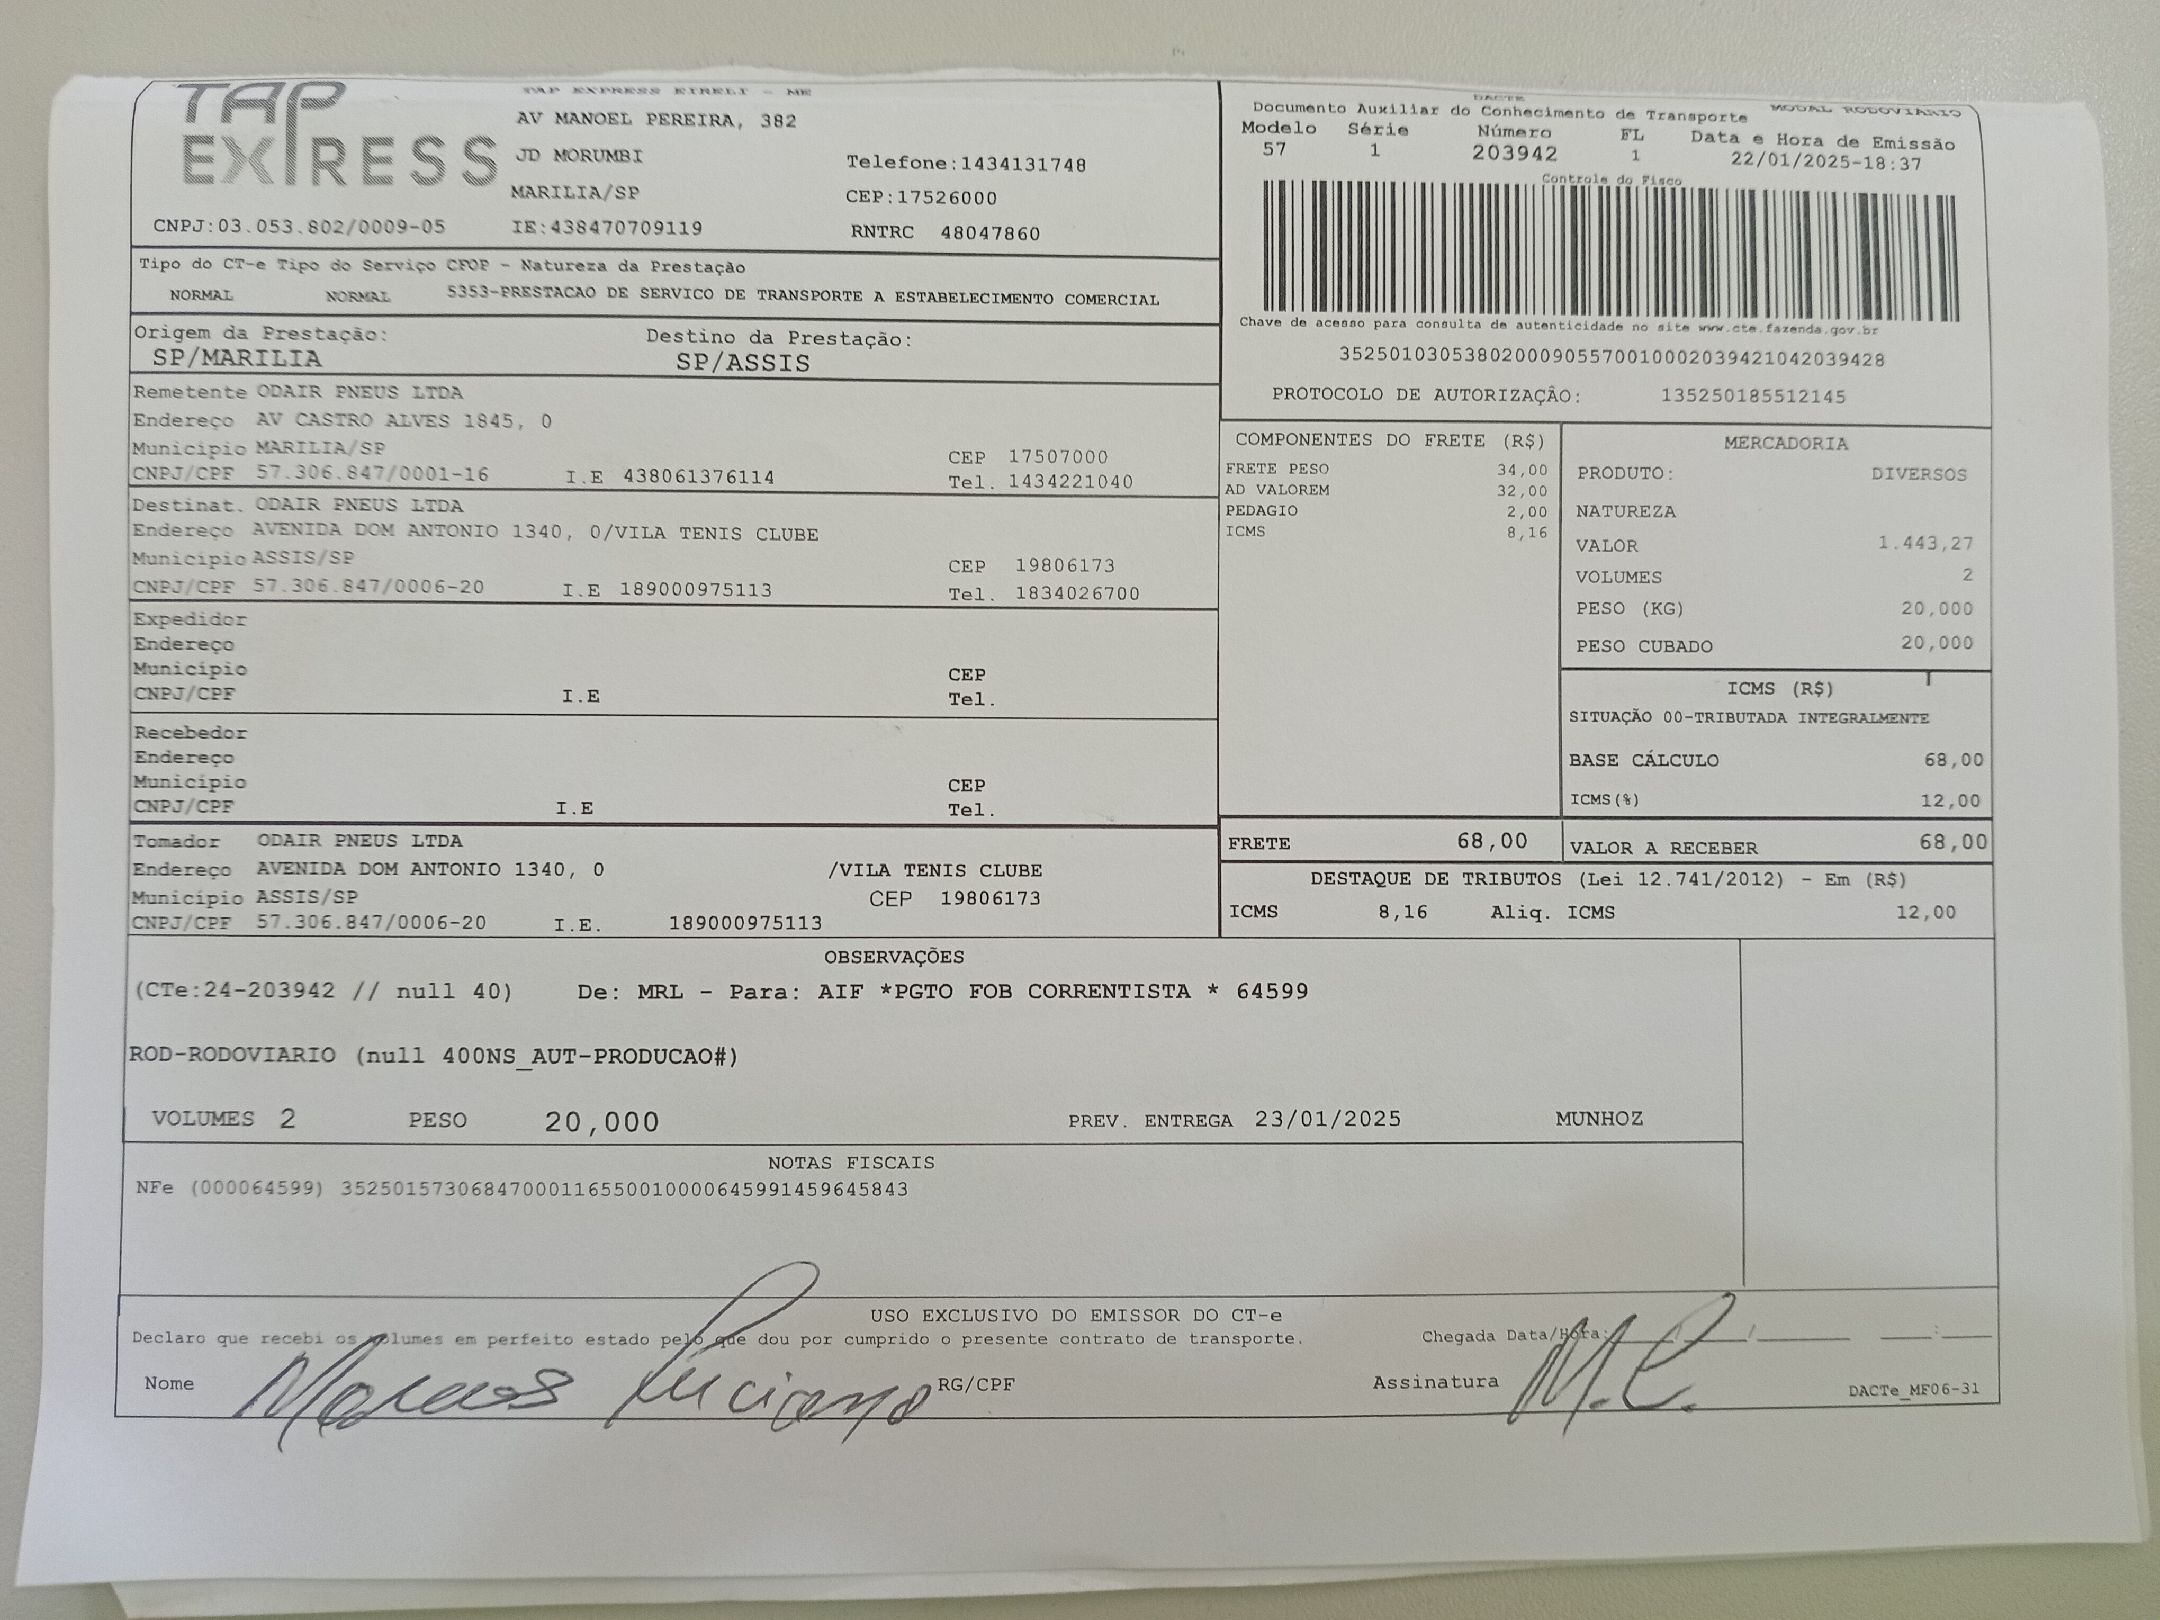 TAP EXPRESS
TAP EXPRESS EIRELI - ME
AV MANOEL PEREIRA, 382
JD MORUMBI
Telefone:1434131748
MARILIA/SP
CEP:17526000
CNPJ:03.053.802/0009-05 IE:438470709119 RNTRC 48047860
DACTE
Documento Auxiliar do Conhecimento de Transporte MODAL RODOVIARIO
Modelo Série Número FL Data e Hora de Emissão
57 1 203942 1 22/01/2025-18:37
Controle do Fisco
Chave de acesso para consulta de autenticidade no site www.cte.fazenda.gov.br
35250103053802000905570010002039421042039428
PROTOCOLO DE AUTORIZAÇÂO: 135250185512145
Tipo do CT-e Tipo do Serviço CFOP - Natureza da Prestação
NORMAL NORMAL 5353-PRESTACAO DE SERVICO DE TRANSPORTE A ESTABELECIMENTO COMERCIAL
Origem da Prestação: Destino da Prestação:
SP/MARILIA SP/ASSIS
Remetente ODAIR PNEUS LTDA
Endereço AV CASTRO ALVES 1845, 0
Município MARILIA/SP CEP 17507000
CNPJ/CPF 57.306.847/0001-16 I.E 438061376114 Tel. 1434221040
Destinat. ODAIR PNEUS LTDA
Endereço AVENIDA DOM ANTONIO 1340, 0/VILA TENIS CLUBE
Município ASSIS/SP CEP 19806173
CNPJ/CPF 57.306.847/0006-20 I.E 189000975113 Tel. 1834026700
Expedidor
Endereço
Município CEP
CNPJ/CPF I.E Tel.
Recebedor
Endereço
Município CEP
CNPJ/CPF I.E Tel.
Tomador ODAIR PNEUS LTDA
Endereço AVENIDA DOM ANTONIO 1340, 0 /VILA TENIS CLUBE
Município ASSIS/SP CEP 19806173
CNPJ/CPF 57.306.847/0006-20 I.E. 189000975113
COMPONENTES DO FRETE (R$)
FRETE PESO 34,00
AD VALOREM 32,00
PEDAGIO 2,00
ICMS 8,16
MERCADORIA
PRODUTO: DIVERSOS
NATUREZA
VALOR 1.443,27
VOLUMES 2
PESO (KG) 20,000
PESO CUBADO 20,000
ICMS (R$)
SITUAÇÃO 00-TRIBUTADA INTEGRALMENTE
BASE CÁLCULO 68,00
ICMS(%) 12,00
FRETE 68,00 VALOR A RECEBER 68,00
DESTAQUE DE TRIBUTOS (Lei 12.741/2012) - Em (R$)
ICMS 8,16 Aliq. ICMS 12,00
OBSERVAÇÕES
(CTe:24-203942 // null 40) De: MRL - Para: AIF *PGTO FOB CORRENTISTA * 64599
ROD-RODOVIARIO (null 400NS_AUT-PRODUCAO#)
VOLUMES 2 PESO 20,000 PREV. ENTREGA 23/01/2025 MUNHOZ
NOTAS FISCAIS
NFe (000064599) 35250157306847000116550010000645991459645843
USO EXCLUSIVO DO EMISSOR DO CT-e
Declaro que recebi os volumes em perfeito estado pelo que dou por cumprido o presente contrato de transporte. Chegada Data/Hora: __/__/____ __:__
Nome Marcos Luciano RG/CPF Assinatura M.L. DACTe_MF06-31